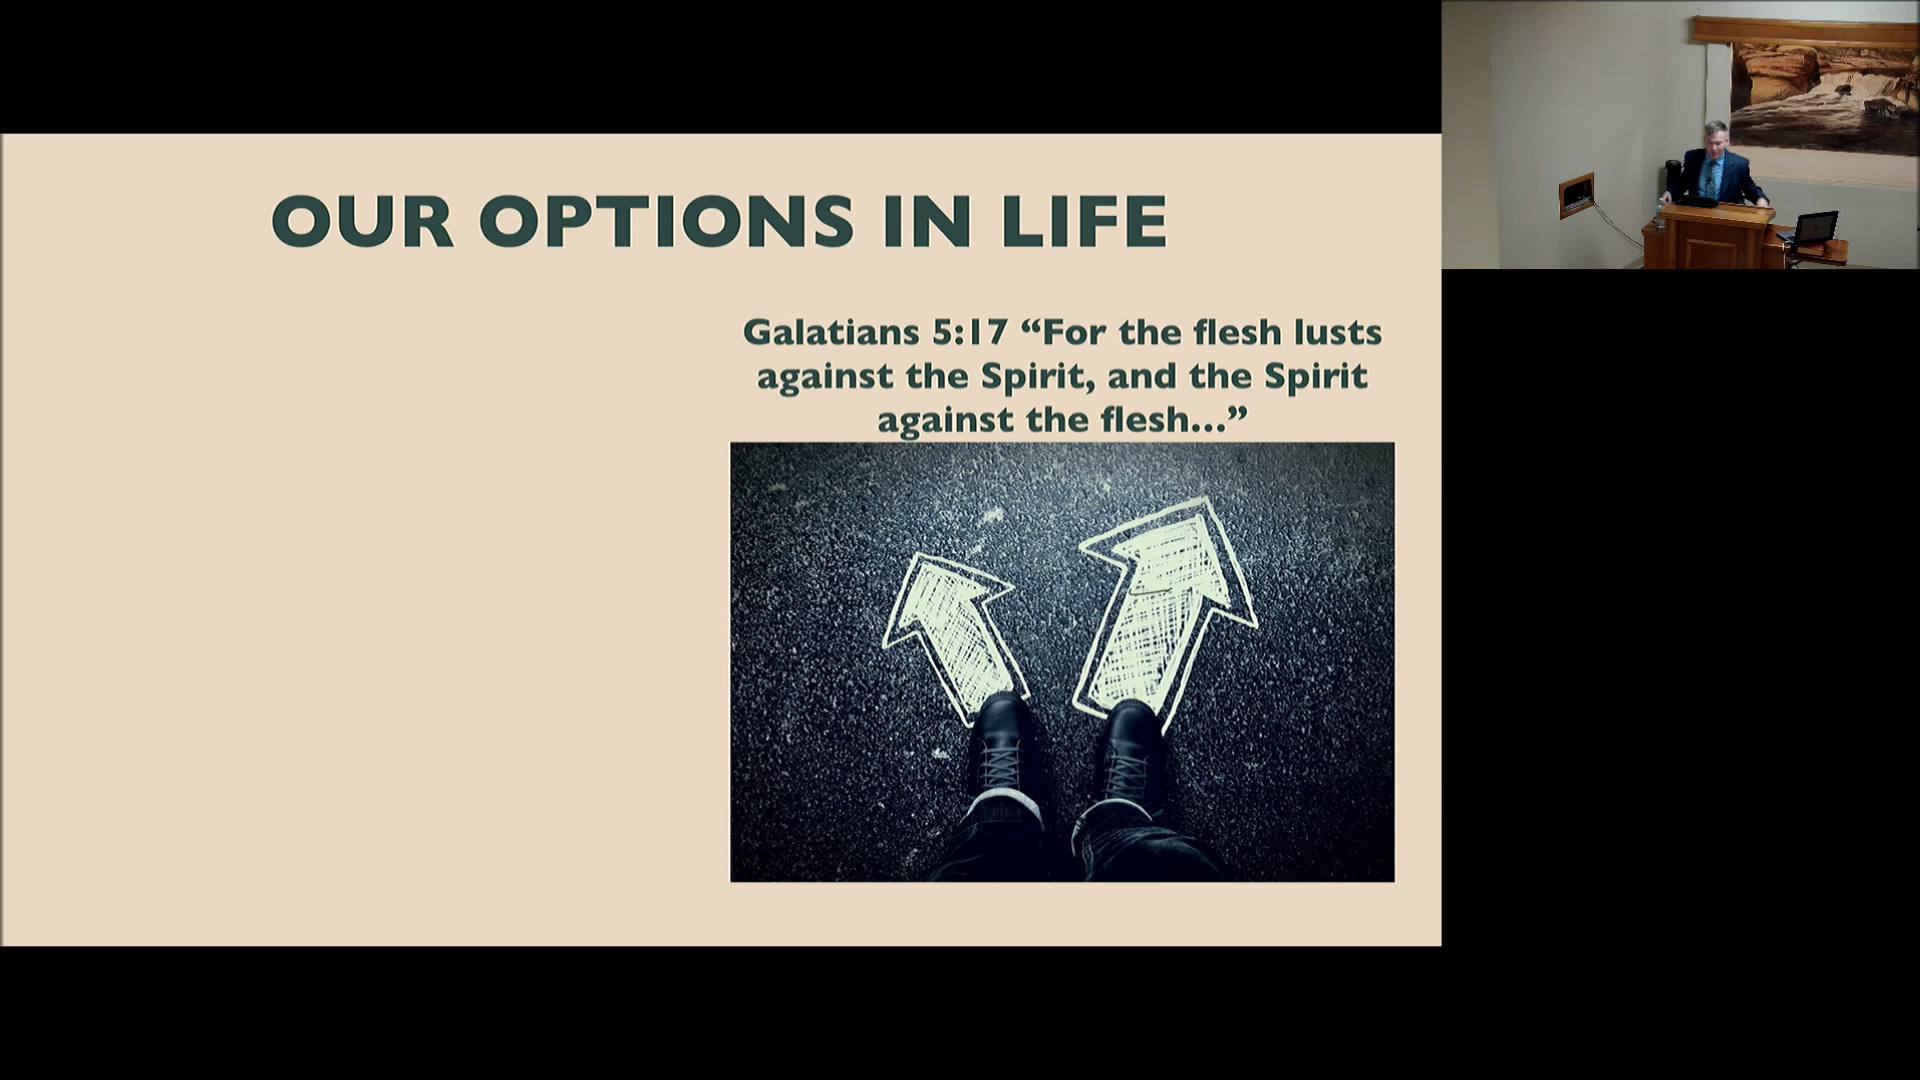 OUR OPTIONS IN LIFE
Galatians 5:17 “For the flesh lusts
against the Spirit, and the Spirit
against the flesh...”